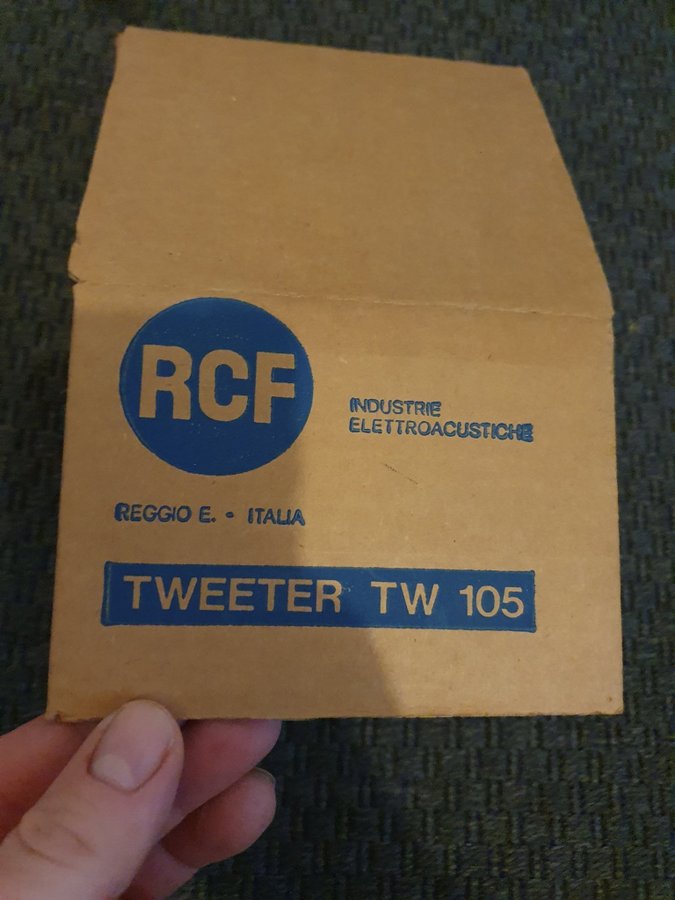 RCF
INDUSTRIE
ELETTROACUSTICHE
REGGIO E. - ITALIA
TWEETER TW 105